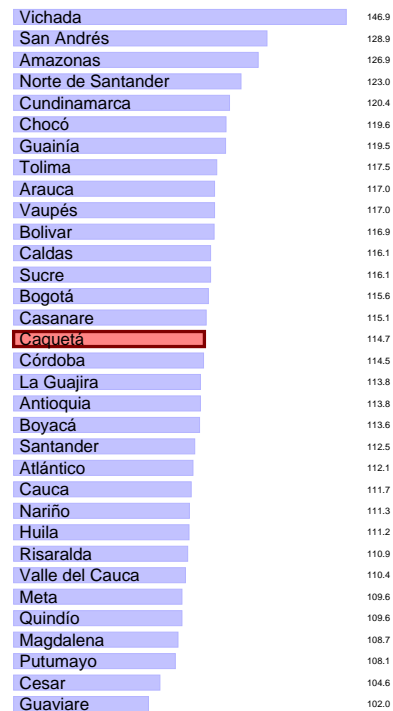 Vichada 146.9
San Andrés 128.9
Amazonas 126.9
Norte de Santander 123.0
Cundinamarca 120.4
Chocó 119.6
Guainía 119.5
Tolima 117.5
Arauca 117.0
Vaupés 117.0
Bolivar 116.9
Caldas 116.1
Sucre 116.1
Bogotá 115.6
Casanare 115.1
Caquetá 114.7
Córdoba 114.5
La Guajira 113.8
Antioquia 113.8
Boyacá 113.6
Santander 112.5
Atlántico 112.1
Cauca 111.7
Nariño 111.3
Huila 111.2
Risaralda 110.9
Valle del Cauca 110.4
Meta 109.6
Quindío 109.6
Magdalena 108.7
Putumayo 108.1
Cesar 104.6
Guaviare 102.0